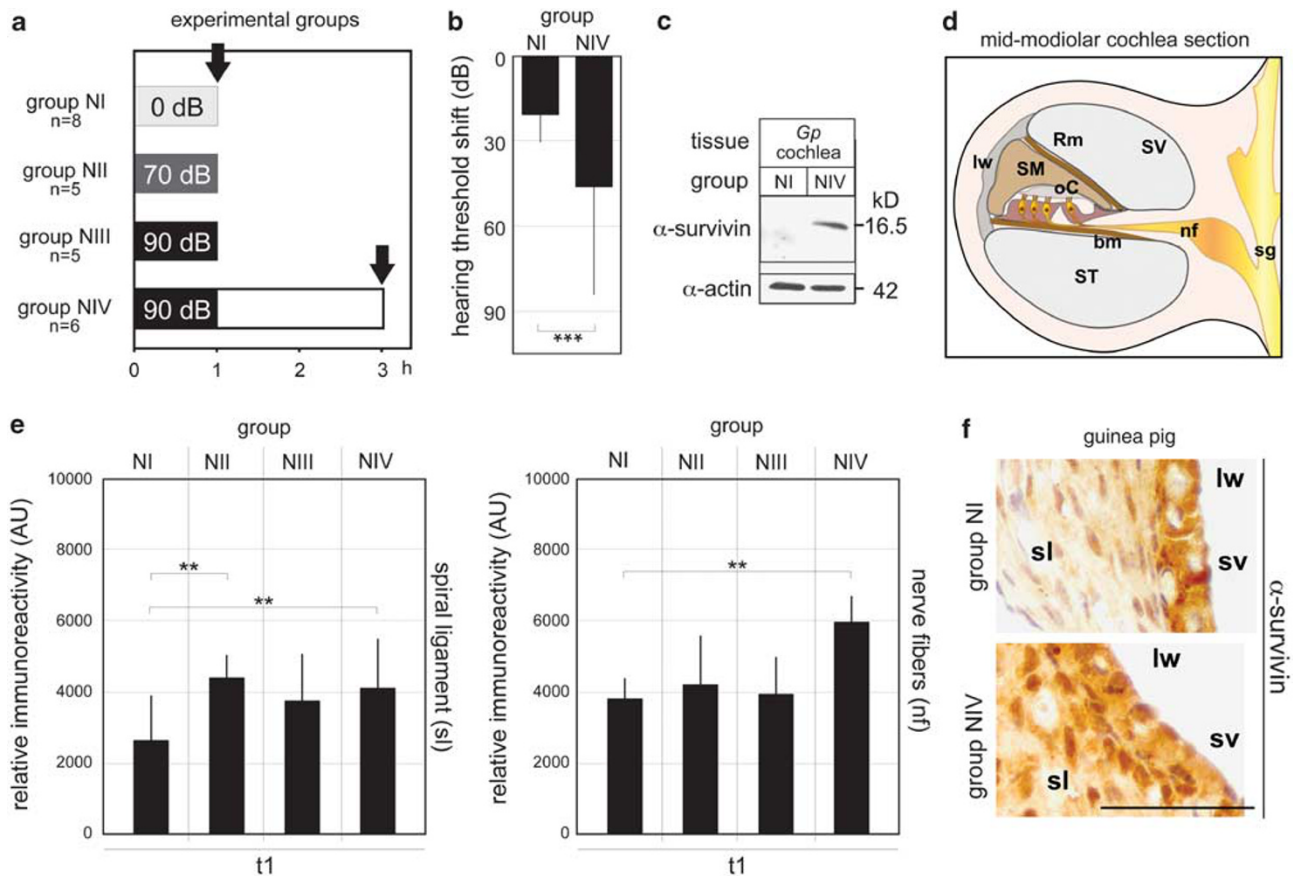 a
experimental groups
group NI
n=8
0 dB
group NII
n=5
70 dB
group NIII
n=5
90 dB
group NIV
n=6
90 dB
0 1 2 3 h
b
group
NI NIV
hearing threshold shift (dB)
0
30
60
90
***
c
tissue
Gp
cochlea
group NI NIV kD
α-survivin 16.5
α-actin 42
d
mid-modiolar cochlea section
Rm
SV
lw
SM
oC
nf
bm
sg
ST
e
group
NI NII NIII NIV
relative immunoreactivity (AU)
10000
8000
6000
4000
2000
0
**
**
spiral ligament (sl)
t1
group
NI NII NIII NIV
relative immunoreactivity (AU)
10000
8000
6000
4000
2000
0
**
nerve fibers (nf)
t1
f
guinea pig
group NI
lw
sl
sv
group NIV
lw
sv
sl
α-survivin